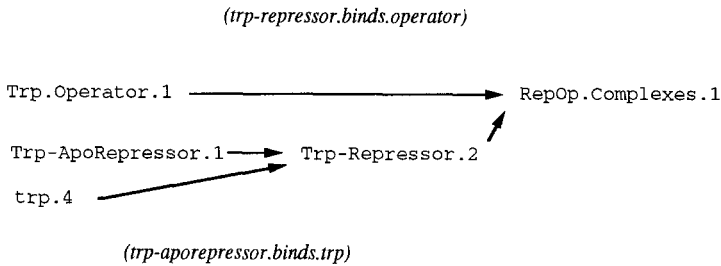 (trp-repressor.binds.operator)
Trp.Operator.1 RepOp.Complexes.1
Trp-ApoRepressor.1 Trp-Repressor.2
trp.4
(trp-aporepressor.binds.trp)